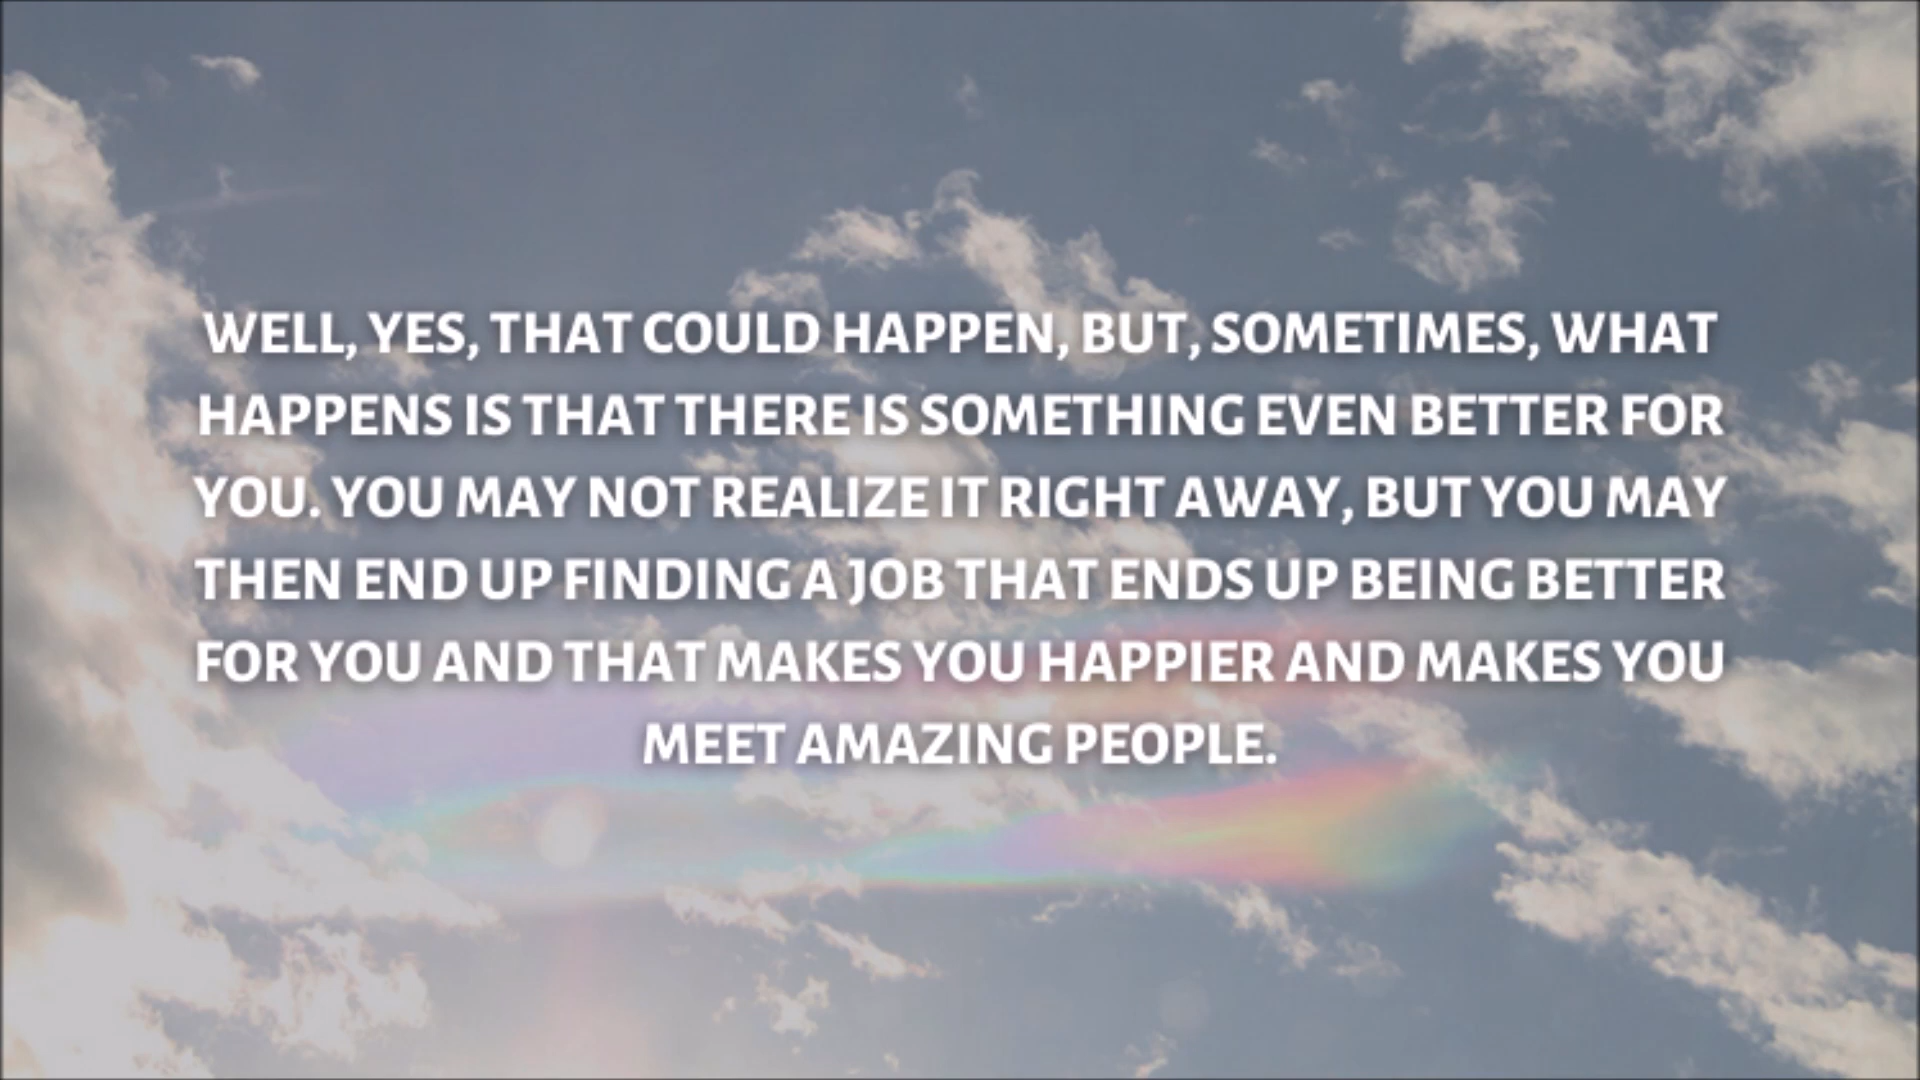 WELL, YES, THAT COULD HAPPEN, BUT, SOMETIMES, WHAT
HAPPENS IS THAT THERE IS SOMETHING EVEN BETTER FOR
YOU. YOU MAY NOT REALIZE IT RIGHT AWAY, BUT YOU MAY
THEN END UP FINDING A JOB THAT ENDS UP BEING BETTER
FOR YOU AND THAT MAKES YOU HAPPIER AND MAKES YOU
MEET AMAZING PEOPLE.